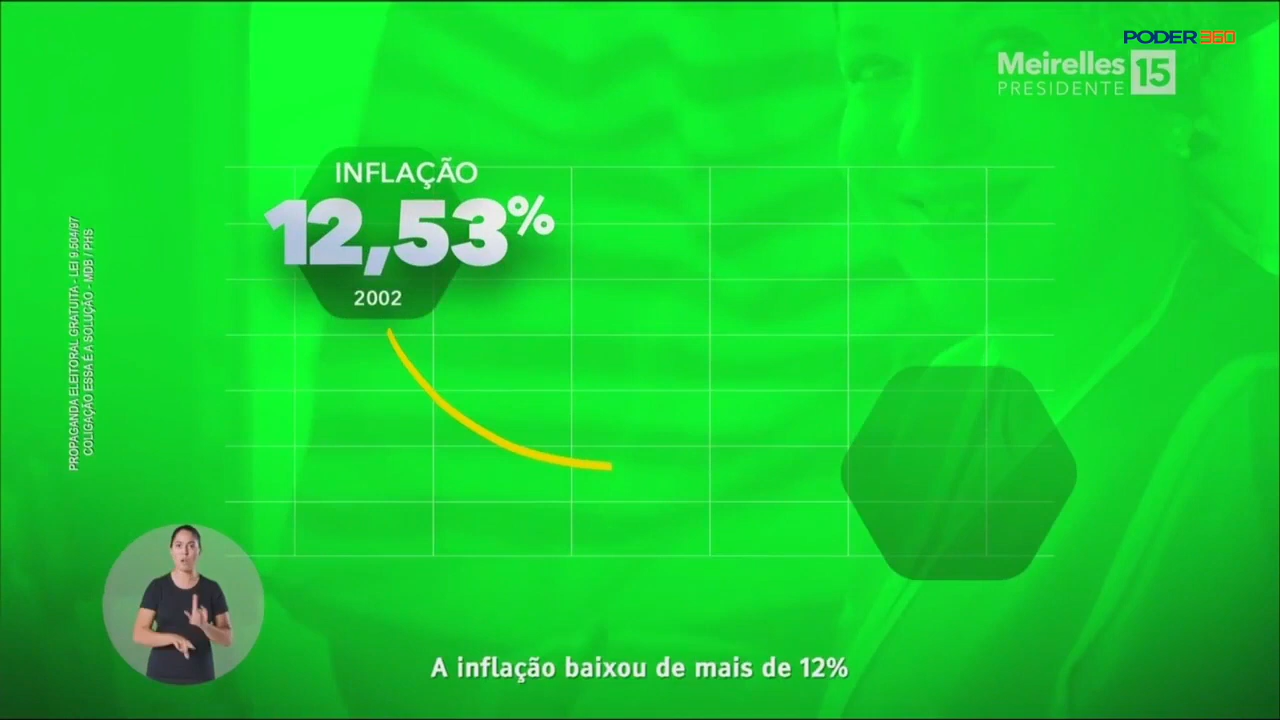 PODER360
Meirelles 15
PRESIDENTE
INFLAÇÃO
12,53%
2002
PROPAGANDA ELEITORAL GRATUITA - LEI 9.504/97
COLIGAÇÃO ESSA É A SOLUÇÃO - MDB / PHS
A inflação baixou de mais de 12%